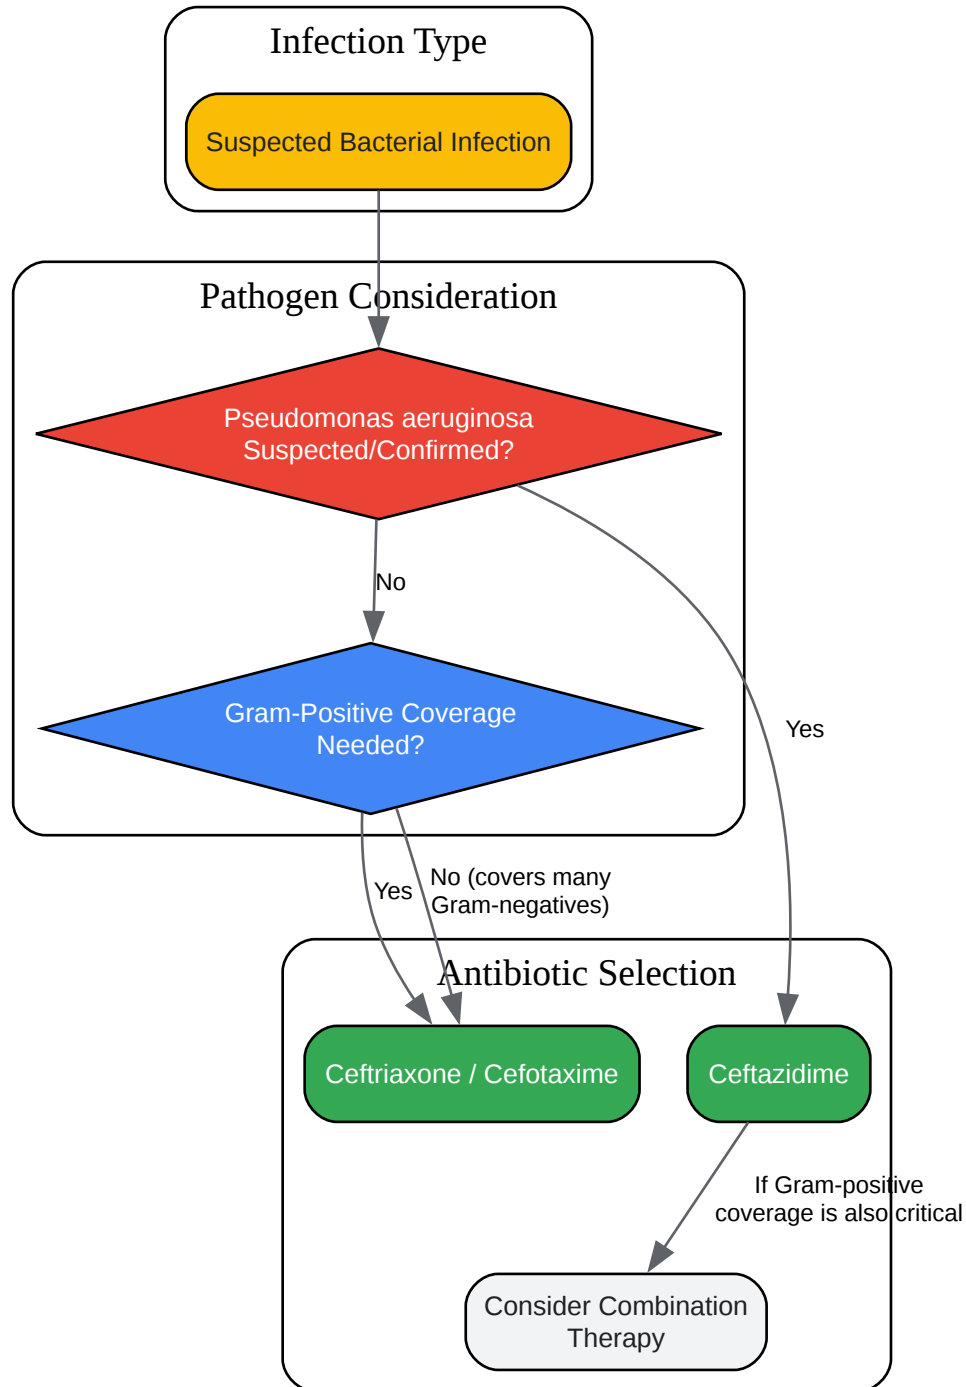 Infection Type
Suspected Bacterial Infection
Pathogen Consideration
Pseudomonas aeruginosa
Suspected/Confirmed?
No
Gram-Positive Coverage
Needed?
Yes
Yes
No (covers many
Gram-negatives)
Antibiotic Selection
Ceftriaxone / Cefotaxime
Ceftazidime
If Gram-positive
coverage is also critical
Consider Combination
Therapy